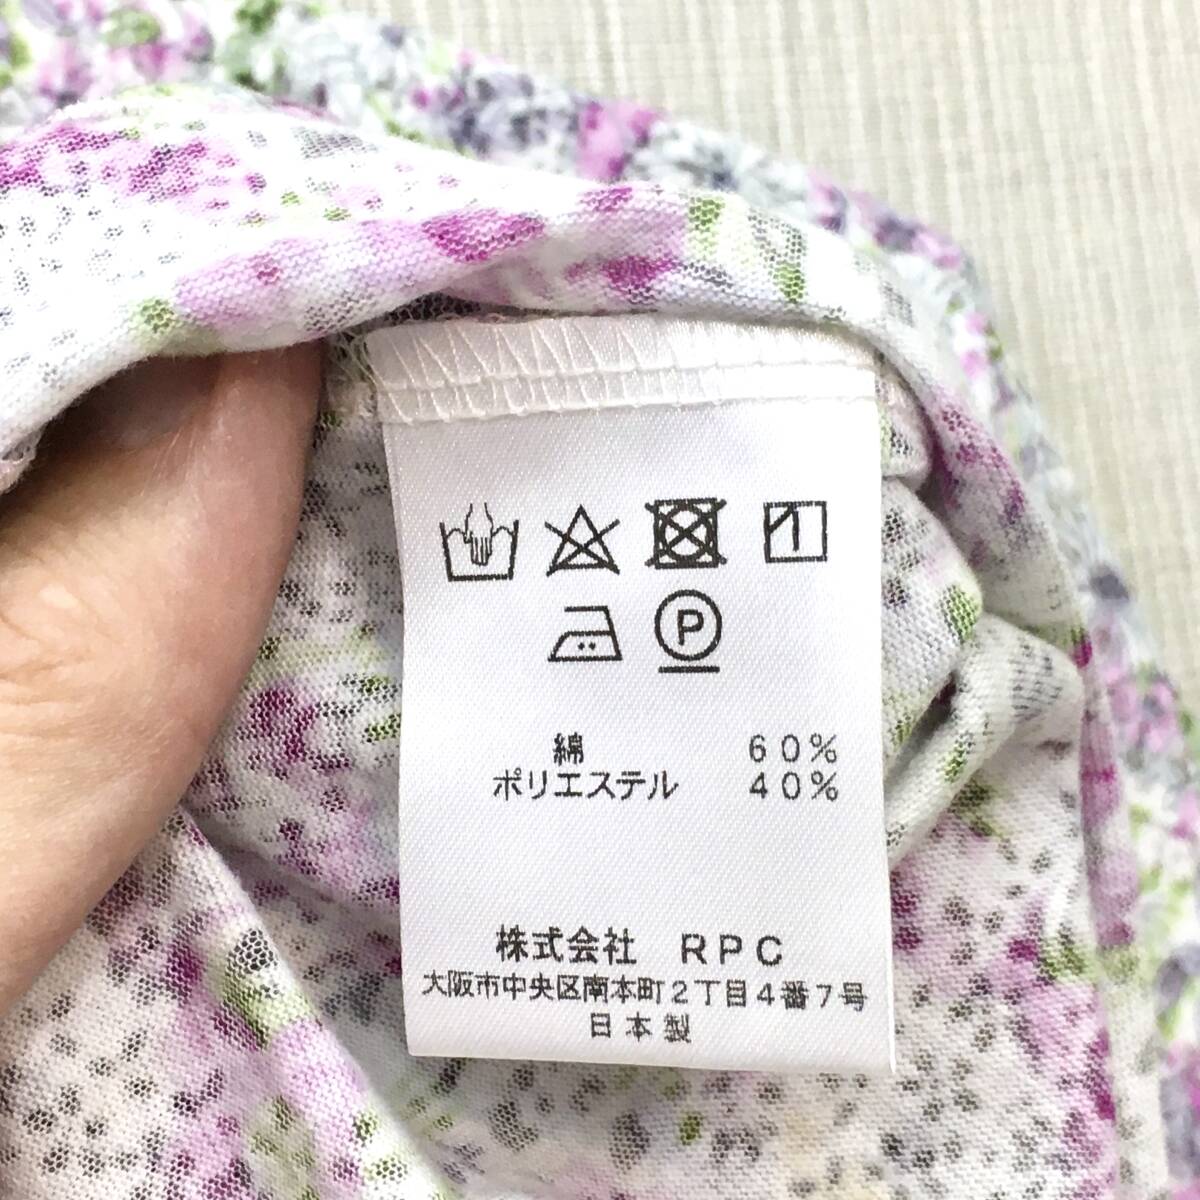 P
綿 60%
ポリエステル 40%
株式会社 RPC
大阪市中央区南本町2丁目4番7号
日本製